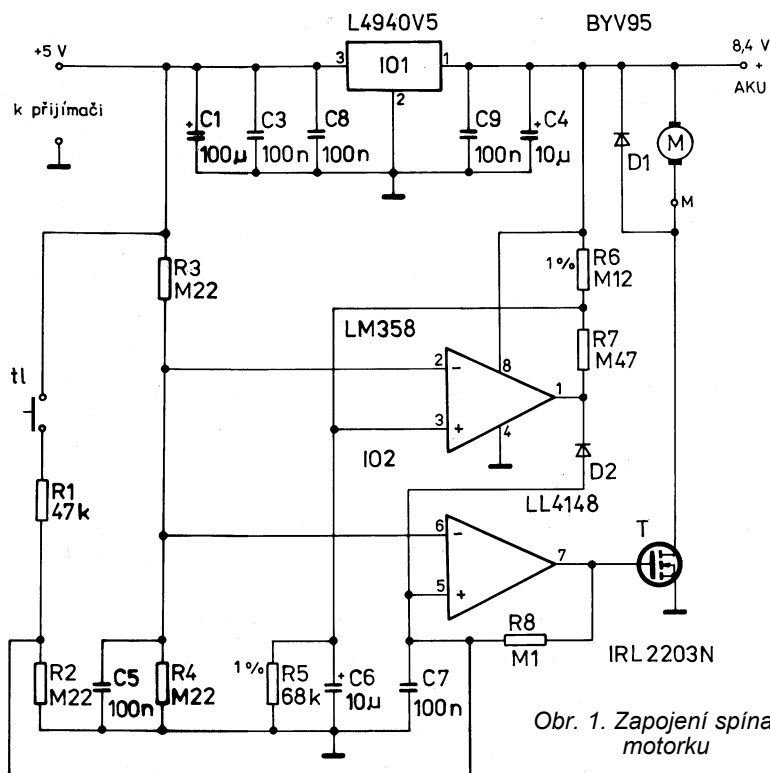 L4940V5
BYV95
+5 V
3
IO1
1
2
8,4 V
+
AKU
k přijímači
+
C1
100µ
C3
100n
C8
100n
C9
100n
+
C4
10µ
D1
M
M
R3
M22
1%
R6
M12
LM358
R7
M47
tl
2
−
8
1
3
+
4
IO2
D2
R1
47k
LL4148
6
−
7
5
+
T
R8
M1
IRL2203N
R2
M22
C5
100n
R4
M22
1%
R5
68k
+
C6
10µ
C7
100n
Obr. 1. Zapojení spína
motorku